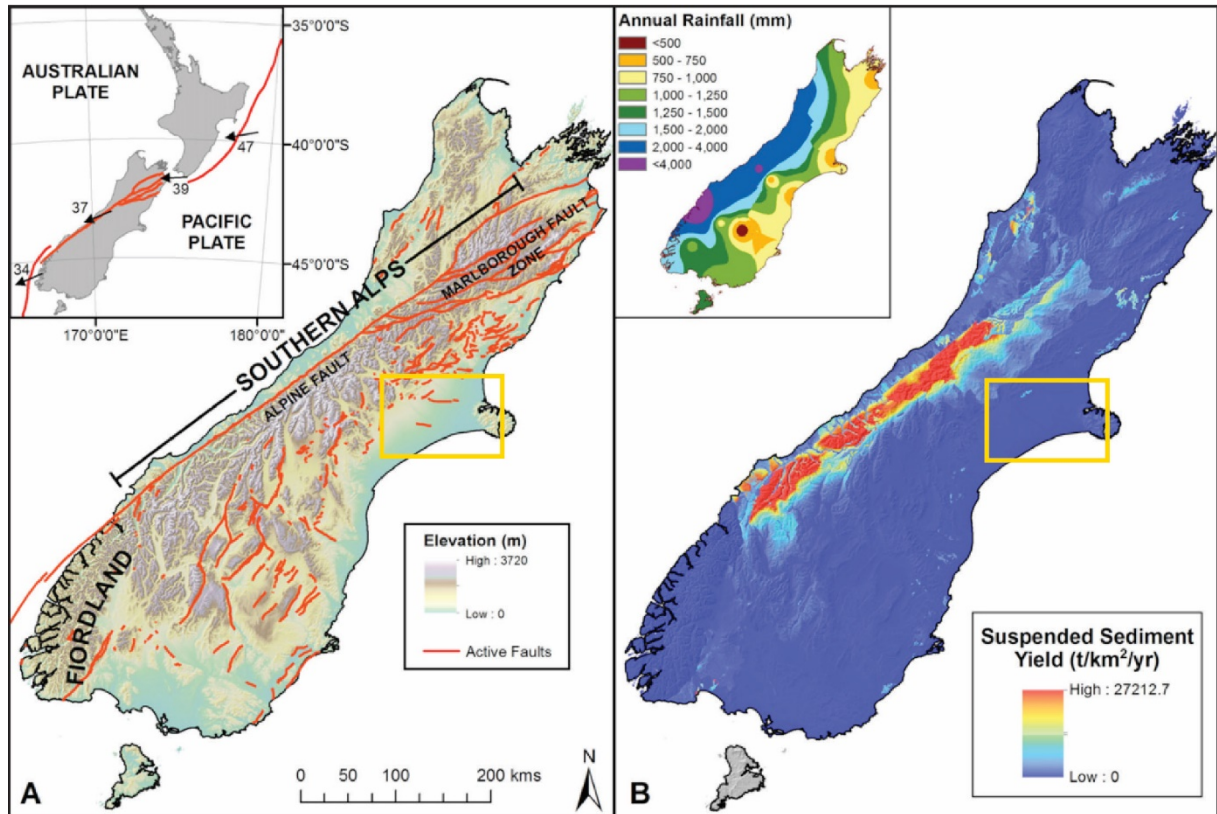 AUSTRALIAN
PLATE
PACIFIC
PLATE
47
39
37
34
35°0'0"S
40°0'0"S
45°0'0"S
170°0'0"E
180°0'0"E
SOUTHERN ALPS
ALPINE FAULT
MARLBOROUGH FAULT
ZONE
FIORDLAND
Elevation (m)
High : 3720
Low : 0
Active Faults
0 50 100 200 kms
N
A
Annual Rainfall (mm)
<500
500 - 750
750 - 1,000
1,000 - 1,250
1,250 - 1,500
1,500 - 2,000
2,000 - 4,000
<4,000
Suspended Sediment
Yield (t/km²/yr)
High : 27212.7
Low : 0
B